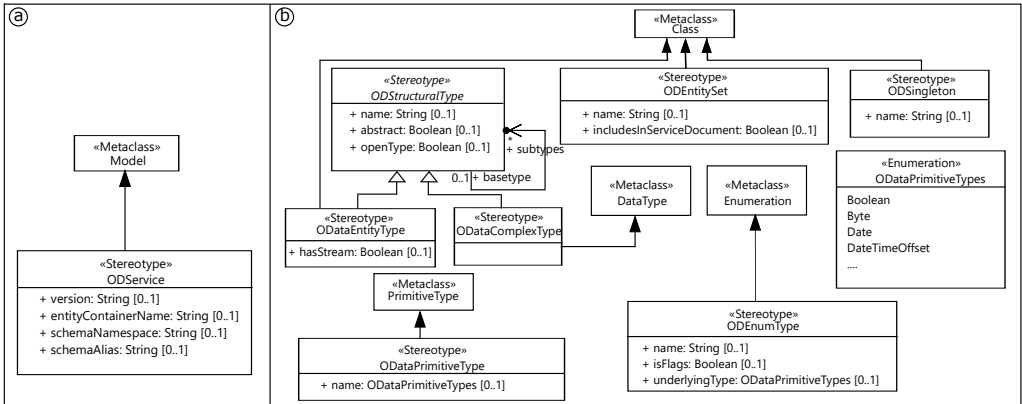 a
«Metaclass»
Model
«Stereotype»
ODService
+ version: String [0..1]
+ entityContainerName: String [0..1]
+ schemaNamespace: String [0..1]
+ schemaAlias: String [0..1]
b
«Metaclass»
Class
«Stereotype»
ODStructuralType
+ name: String [0..1]
+ abstract: Boolean [0..1]
+ openType: Boolean [0..1]
*
+ subtypes
0..1 + basetype
«Stereotype»
ODEntitySet
+ name: String [0..1]
+ includesInServiceDocument: Boolean [0..1]
«Stereotype»
ODSingleton
+ name: String [0..1]
«Enumeration»
ODataPrimitiveTypes
Boolean
Byte
Date
DateTimeOffset
....
«Stereotype»
ODataEntityType
+ hasStream: Boolean [0..1]
«Stereotype»
ODataComplexType
«Metaclass»
DataType
«Metaclass»
Enumeration
«Metaclass»
PrimitiveType
«Stereotype»
ODataPrimitiveType
+ name: ODataPrimitiveTypes [0..1]
«Stereotype»
ODEnumType
+ name: String [0..1]
+ isFlags: Boolean [0..1]
+ underlyingType: ODataPrimitiveTypes [0..1]